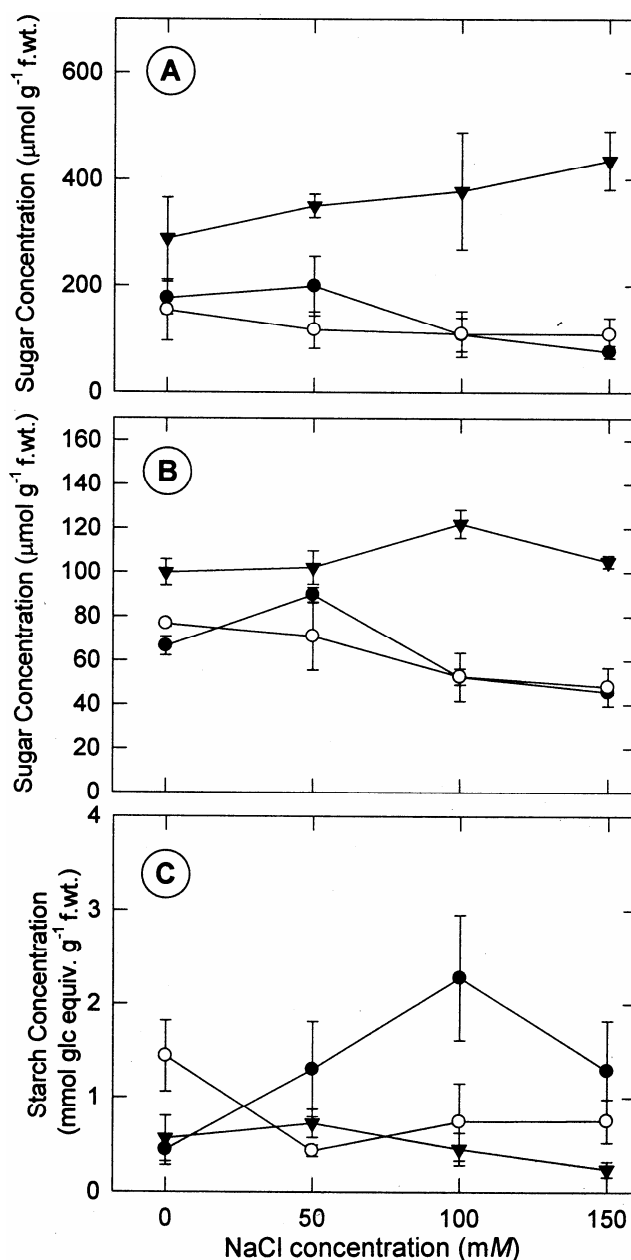 A
Sugar Concentration (µmol g⁻¹ f.wt.)
600
400
200
0
B
Sugar Concentration (µmol g⁻¹ f.wt.)
160
140
120
100
80
60
40
20
0
C
Starch Concentration
(mmol glc equiv. g⁻¹ f.wt.)
4
3
2
1
0
0 50 100 150
NaCl concentration (mM)